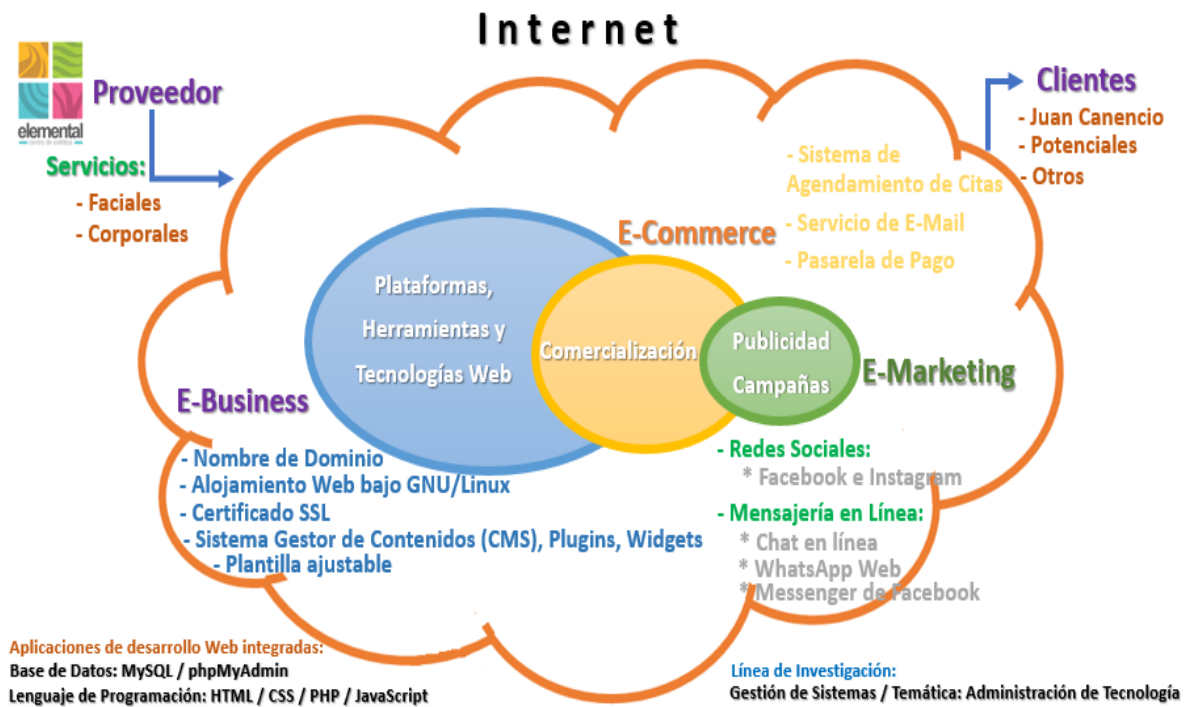 Internet
elemental
centro de estética
Proveedor
Servicios:
- Faciales
- Corporales
Clientes
- Juan Canencio
- Potenciales
- Otros
- Sistema de
Agendamiento de Citas
- Servicio de E-Mail
- Pasarela de Pago
E-Commerce
Plataformas,
Herramientas y
Tecnologías Web
Comercialización
Publicidad
Campañas
E-Marketing
E-Business
- Nombre de Dominio
- Alojamiento Web bajo GNU/Linux
- Certificado SSL
- Sistema Gestor de Contenidos (CMS), Plugins, Widgets
- Plantilla ajustable
- Redes Sociales:
* Facebook e Instagram
- Mensajería en Línea:
* Chat en línea
* WhatsApp Web
* Messenger de Facebook
Aplicaciones de desarrollo Web integradas:
Base de Datos: MySQL / phpMyAdmin
Lenguaje de Programación: HTML / CSS / PHP / JavaScript
Línea de Investigación:
Gestión de Sistemas / Temática: Administración de Tecnología